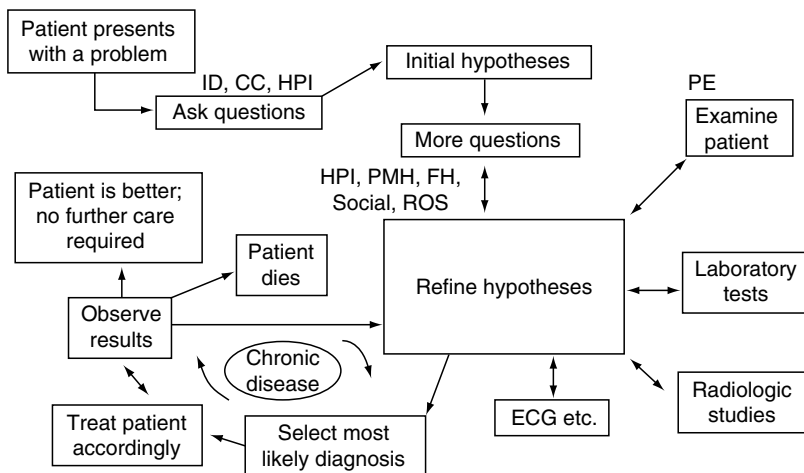 Patient presents
with a problem
ID, CC, HPI
Ask questions
Initial hypotheses
More questions
HPI, PMH, FH,
Social, ROS
PE
Examine
patient
Patient is better;
no further care
required
Patient
dies
Observe
results
Refine hypotheses
Laboratory
tests
Chronic
disease
Radiologic
studies
ECG etc.
Treat patient
accordingly
Select most
likely diagnosis